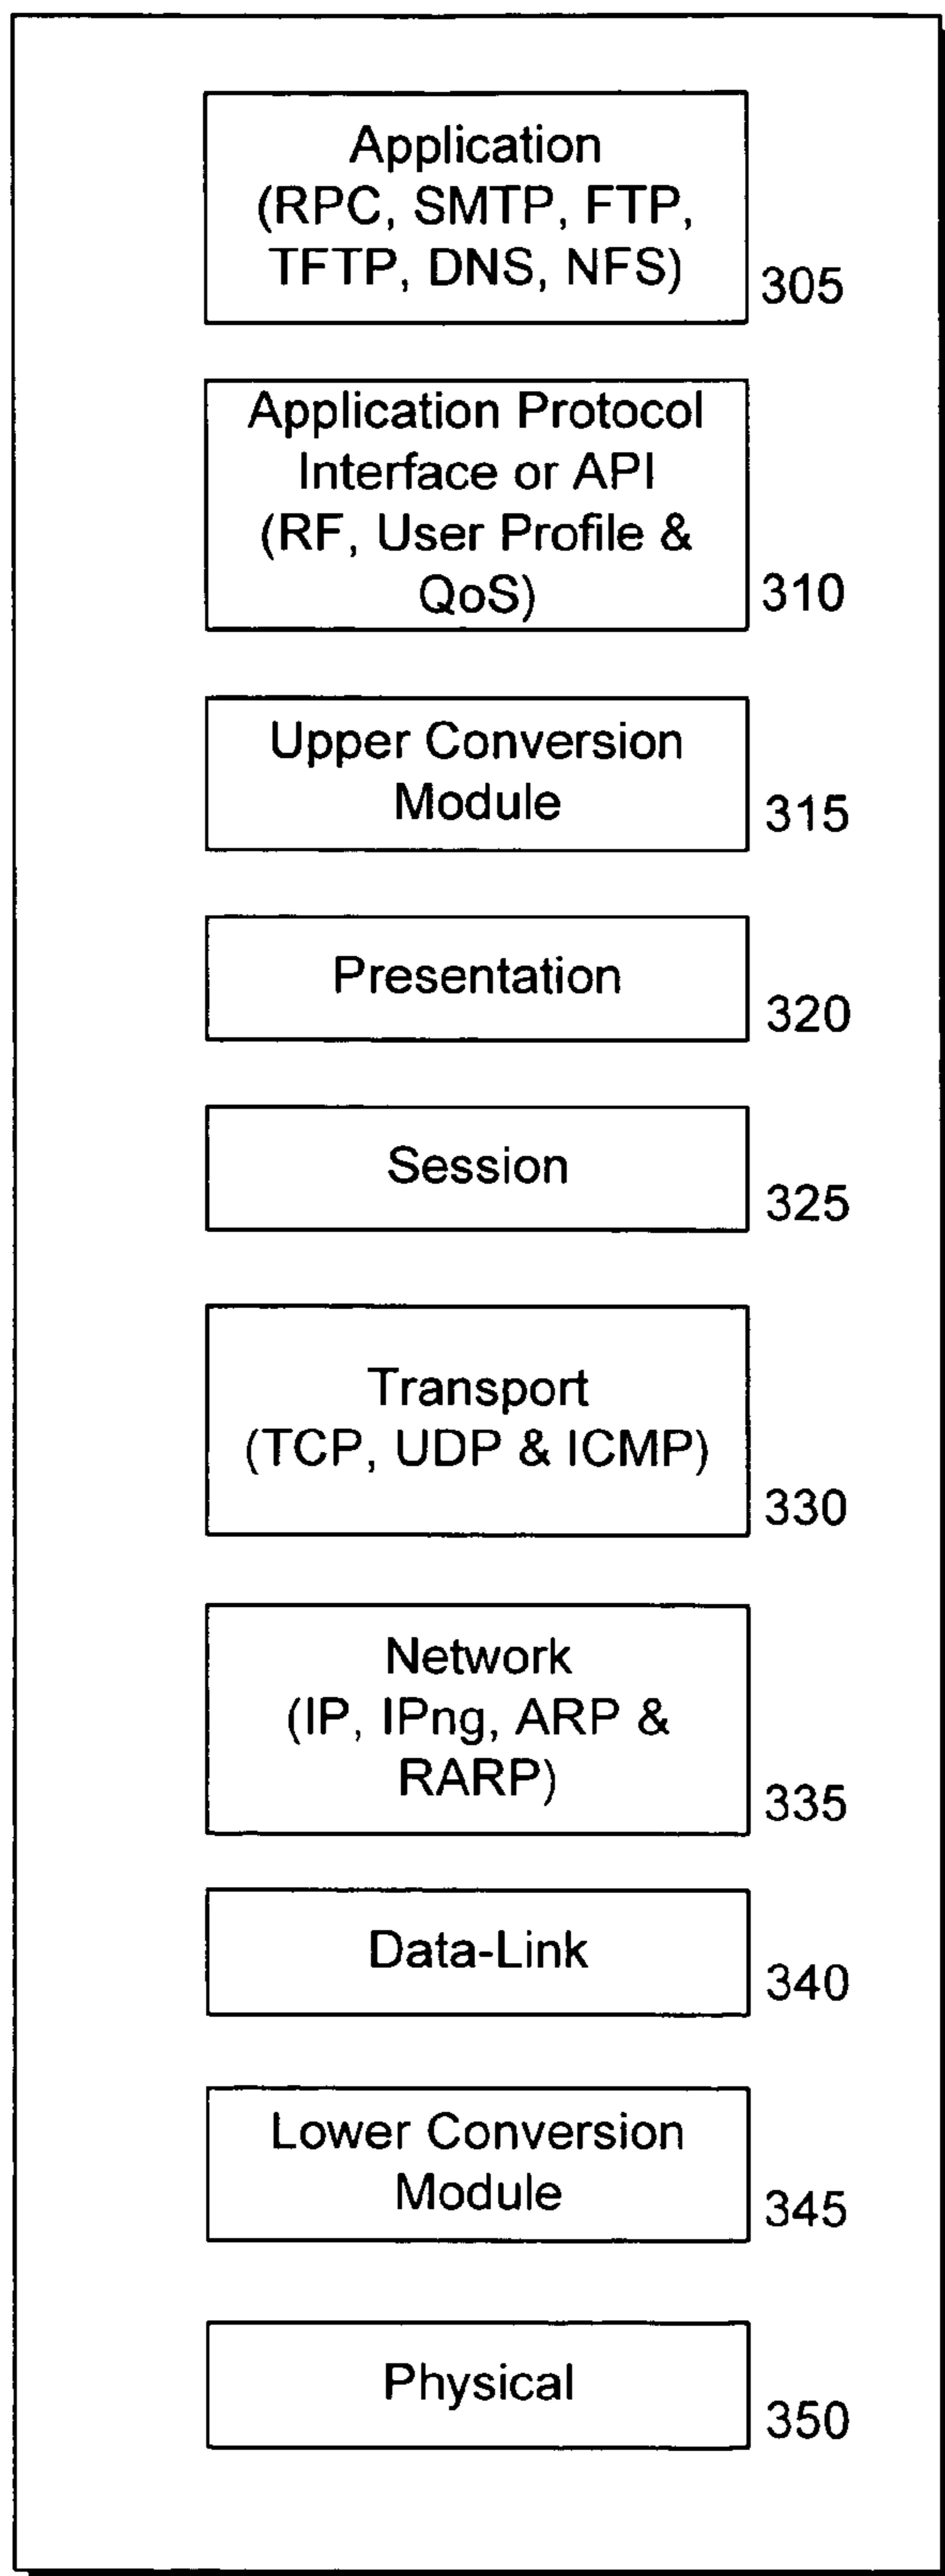 Application
(RPC, SMTP, FTP,
TFTP, DNS, NFS)
305
Application Protocol
Interface or API
(RF, User Profile &
QoS)
310
Upper Conversion
Module
315
Presentation
320
Session
325
Transport
(TCP, UDP & ICMP)
330
Network
(IP, IPng, ARP &
RARP)
335
Data-Link
340
Lower Conversion
Module
345
Physical
350